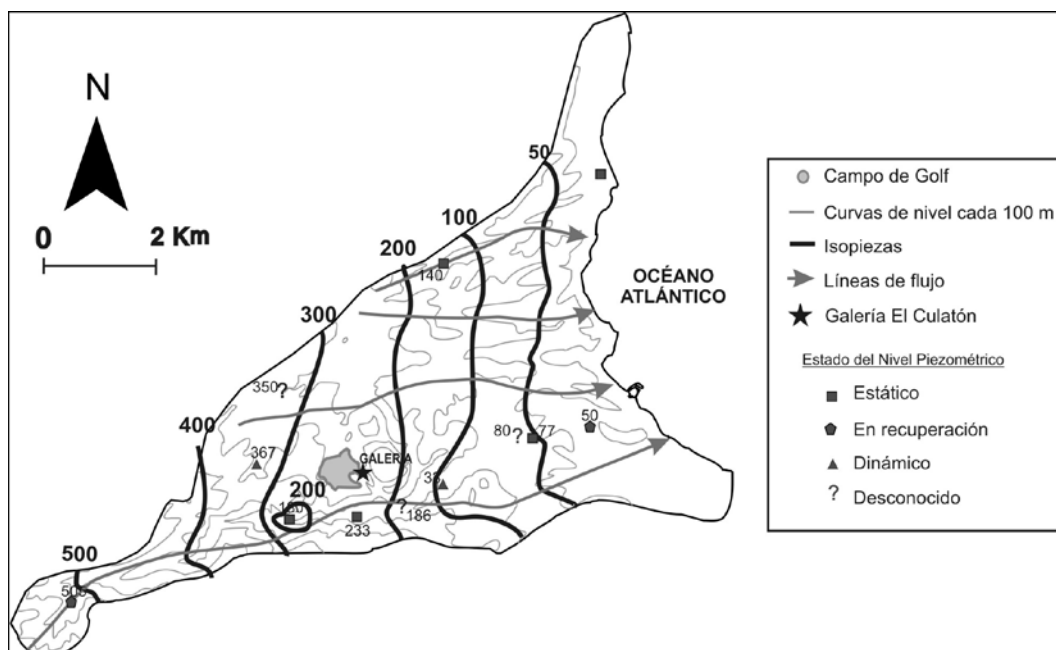 N
0 2 Km
50
100
200
300
400
500
200
140
350 ?
367
GALERÍA
233
? 186
80 ? 77
50
OCÉANO
ATLÁNTICO
Campo de Golf
Curvas de nivel cada 100 m
Isopiezas
Líneas de flujo
Galería El Culatón
Estado del Nivel Piezométrico
Estático
En recuperación
Dinámico
? Desconocido